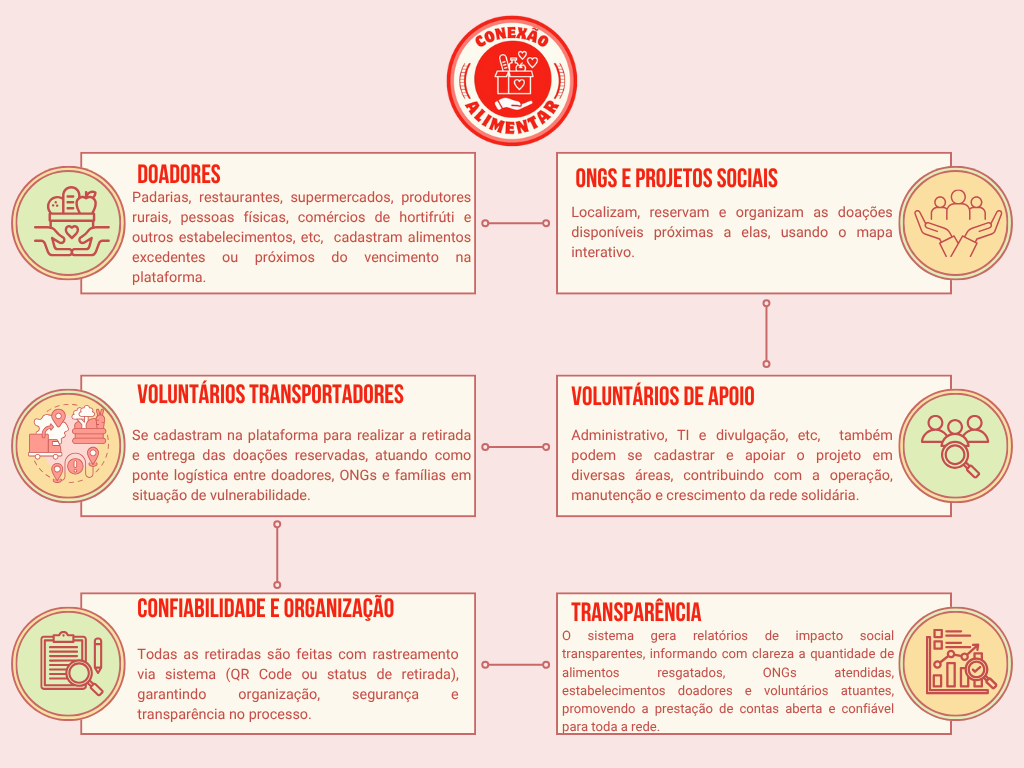 CONEXÃO
ALIMENTAR
DOADORES
Padarias, restaurantes, supermercados, produtores
rurais, pessoas físicas, comércios de hortifrúti e
outros estabelecimentos, etc, cadastram alimentos
excedentes ou próximos do vencimento na
plataforma.
ONGS E PROJETOS SOCIAIS
Localizam, reservam e organizam as doações
disponíveis próximas a elas, usando o mapa
interativo.
VOLUNTÁRIOS TRANSPORTADORES
Se cadastram na plataforma para realizar a retirada
e entrega das doações reservadas, atuando como
ponte logística entre doadores, ONGs e famílias em
situação de vulnerabilidade.
VOLUNTÁRIOS DE APOIO
Administrativo, TI e divulgação, etc, também
podem se cadastrar e apoiar o projeto em
diversas áreas, contribuindo com a operação,
manutenção e crescimento da rede solidária.
CONFIABILIDADE E ORGANIZAÇÃO
Todas as retiradas são feitas com rastreamento
via sistema (QR Code ou status de retirada),
garantindo organização, segurança e
transparência no processo.
TRANSPARÊNCIA
O sistema gera relatórios de impacto social
transparentes, informando com clareza a quantidade de
alimentos resgatados, ONGs atendidas,
estabelecimentos doadores e voluntários atuantes,
promovendo a prestação de contas aberta e confiável
para toda a rede.